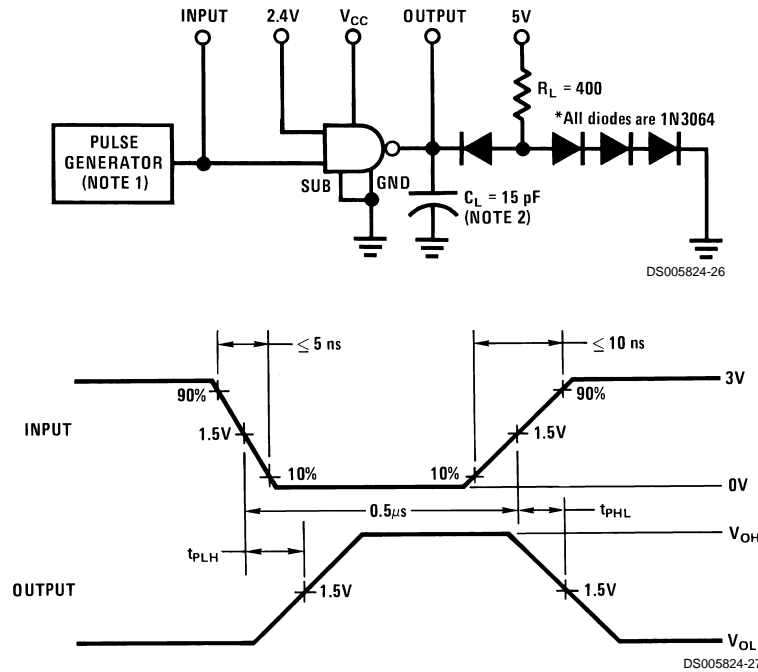 INPUT 2.4V VCC OUTPUT 5V
RL = 400
*All diodes are 1N3064
PULSE
GENERATOR
(NOTE 1)
SUB GND
CL = 15 pF
(NOTE 2)
DS005824-26
≤ 5 ns ≤ 10 ns
90% 90% 3V
INPUT 1.5V 1.5V
10% 10% 0V
0.5μs tPHL
VOH
tPLH
OUTPUT 1.5V 1.5V
VOL
DS005824-27